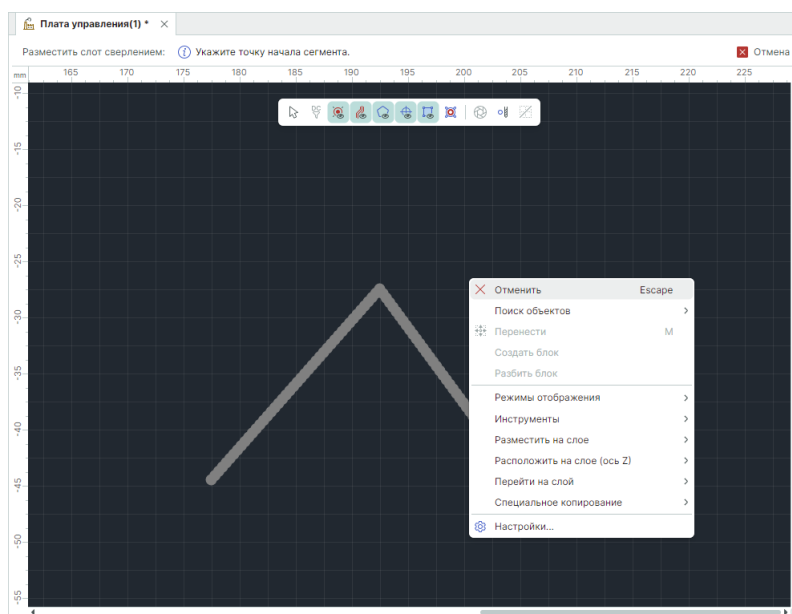 Плата управления(1) *
Разместить слот сверлением: Укажите точку начала сегмента. Отмена
mm 165 170 175 180 185 190 195 200 205 210 215 220 225
-10
-15
-20
-25
-30
-35
-40
-45
-50
-55
Отменить Escape
Поиск объектов
Перенести M
Создать блок
Разбить блок
Режимы отображения
Инструменты
Разместить на слое
Расположить на слое (ось Z)
Перейти на слой
Специальное копирование
Настройки...